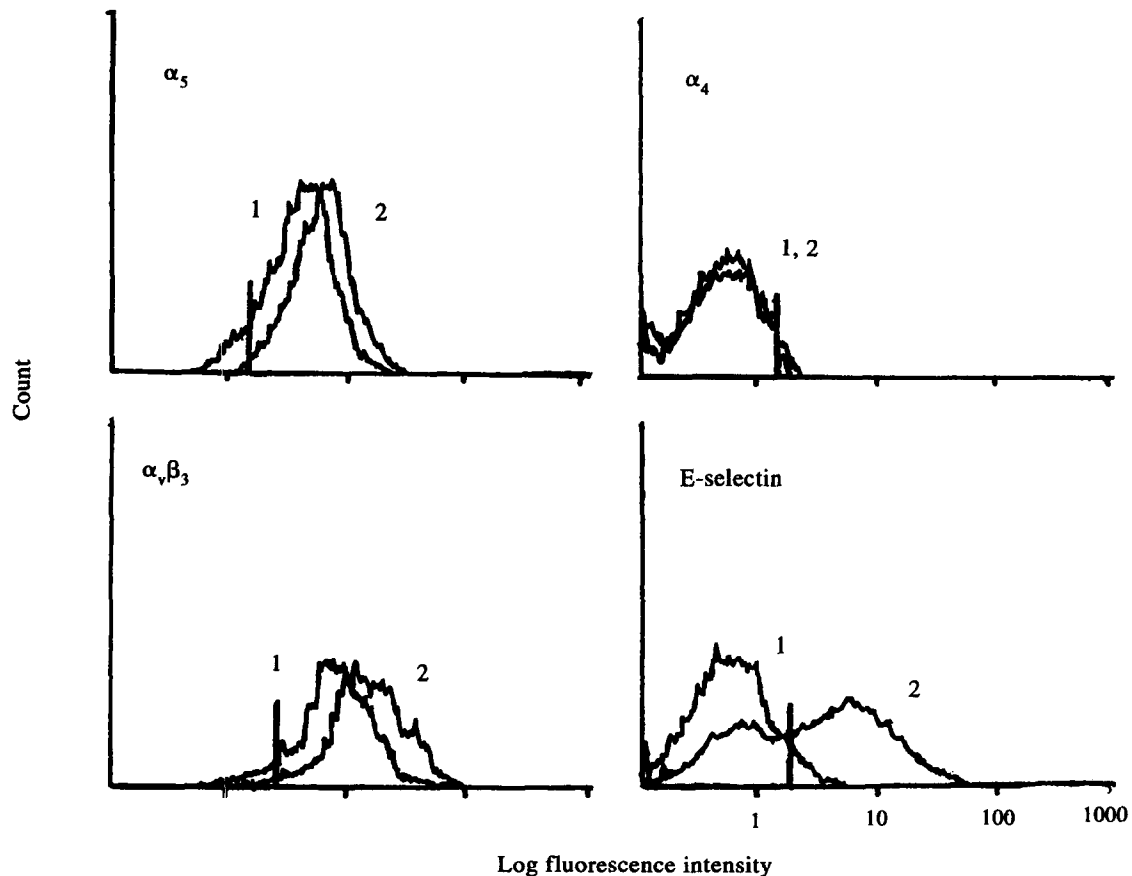 α₅
1
2
α₄
1, 2
Count
αᵥβ₃
1
2
E-selectin
1
2
1 10 100 1000
Log fluorescence intensity